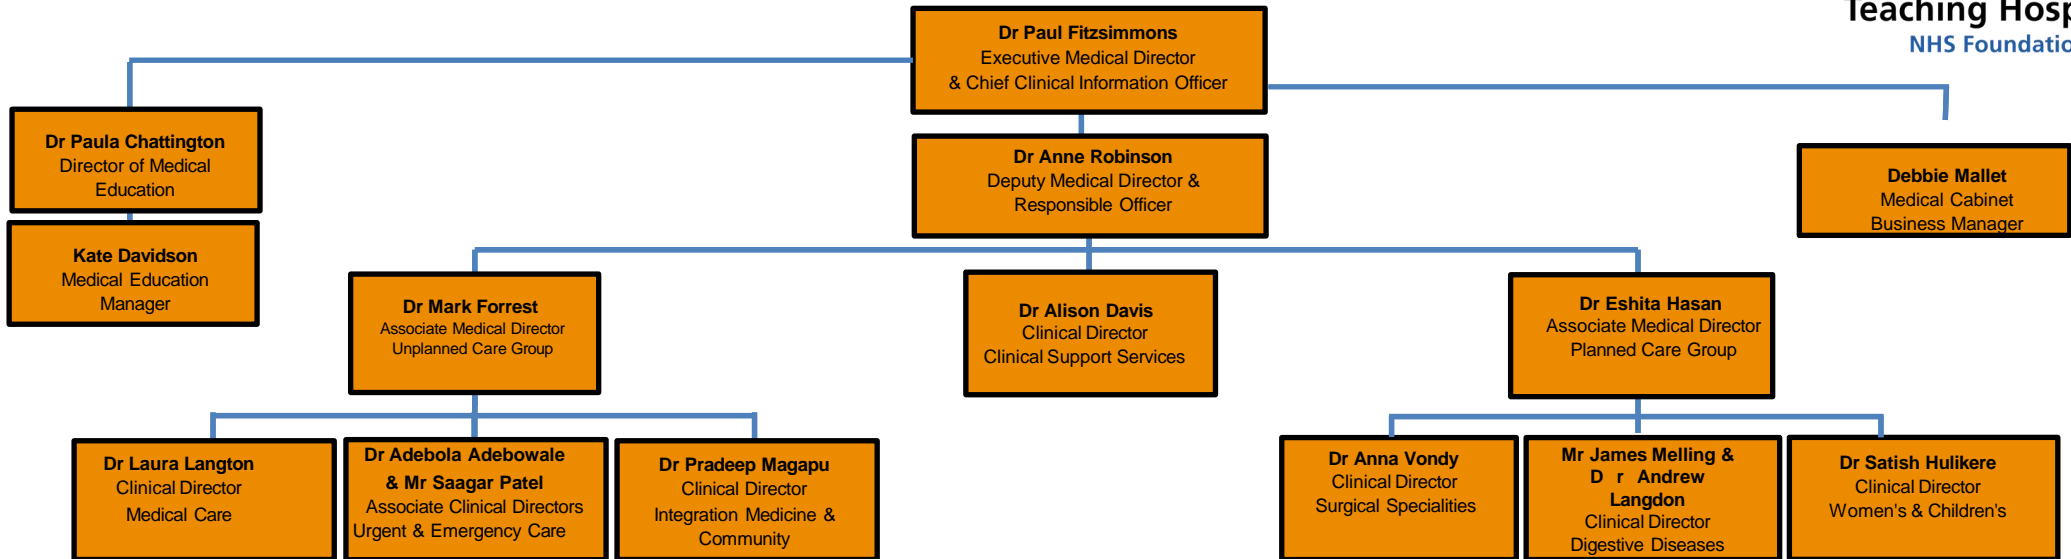 Teaching Hosp
NHS Foundatio
Dr Paul Fitzsimmons
Executive Medical Director
& Chief Clinical Information Officer
Dr Paula Chattington
Director of Medical
Education
Dr Anne Robinson
Deputy Medical Director &
Responsible Officer
Debbie Mallet
Medical Cabinet
Business Manager
Kate Davidson
Medical Education
Manager
Dr Mark Forrest
Associate Medical Director
Unplanned Care Group
Dr Alison Davis
Clinical Director
Clinical Support Services
Dr Eshita Hasan
Associate Medical Director
Planned Care Group
Dr Laura Langton
Clinical Director
Medical Care
Dr Adebola Adebowale
& Mr Saagar Patel
Associate Clinical Directors
Urgent & Emergency Care
Dr Pradeep Magapu
Clinical Director
Integration Medicine &
Community
Dr Anna Vondy
Clinical Director
Surgical Specialities
Mr James Melling &
D r Andrew
Langdon
Clinical Director
Digestive Diseases
Dr Satish Hulikere
Clinical Director
Women's & Children's